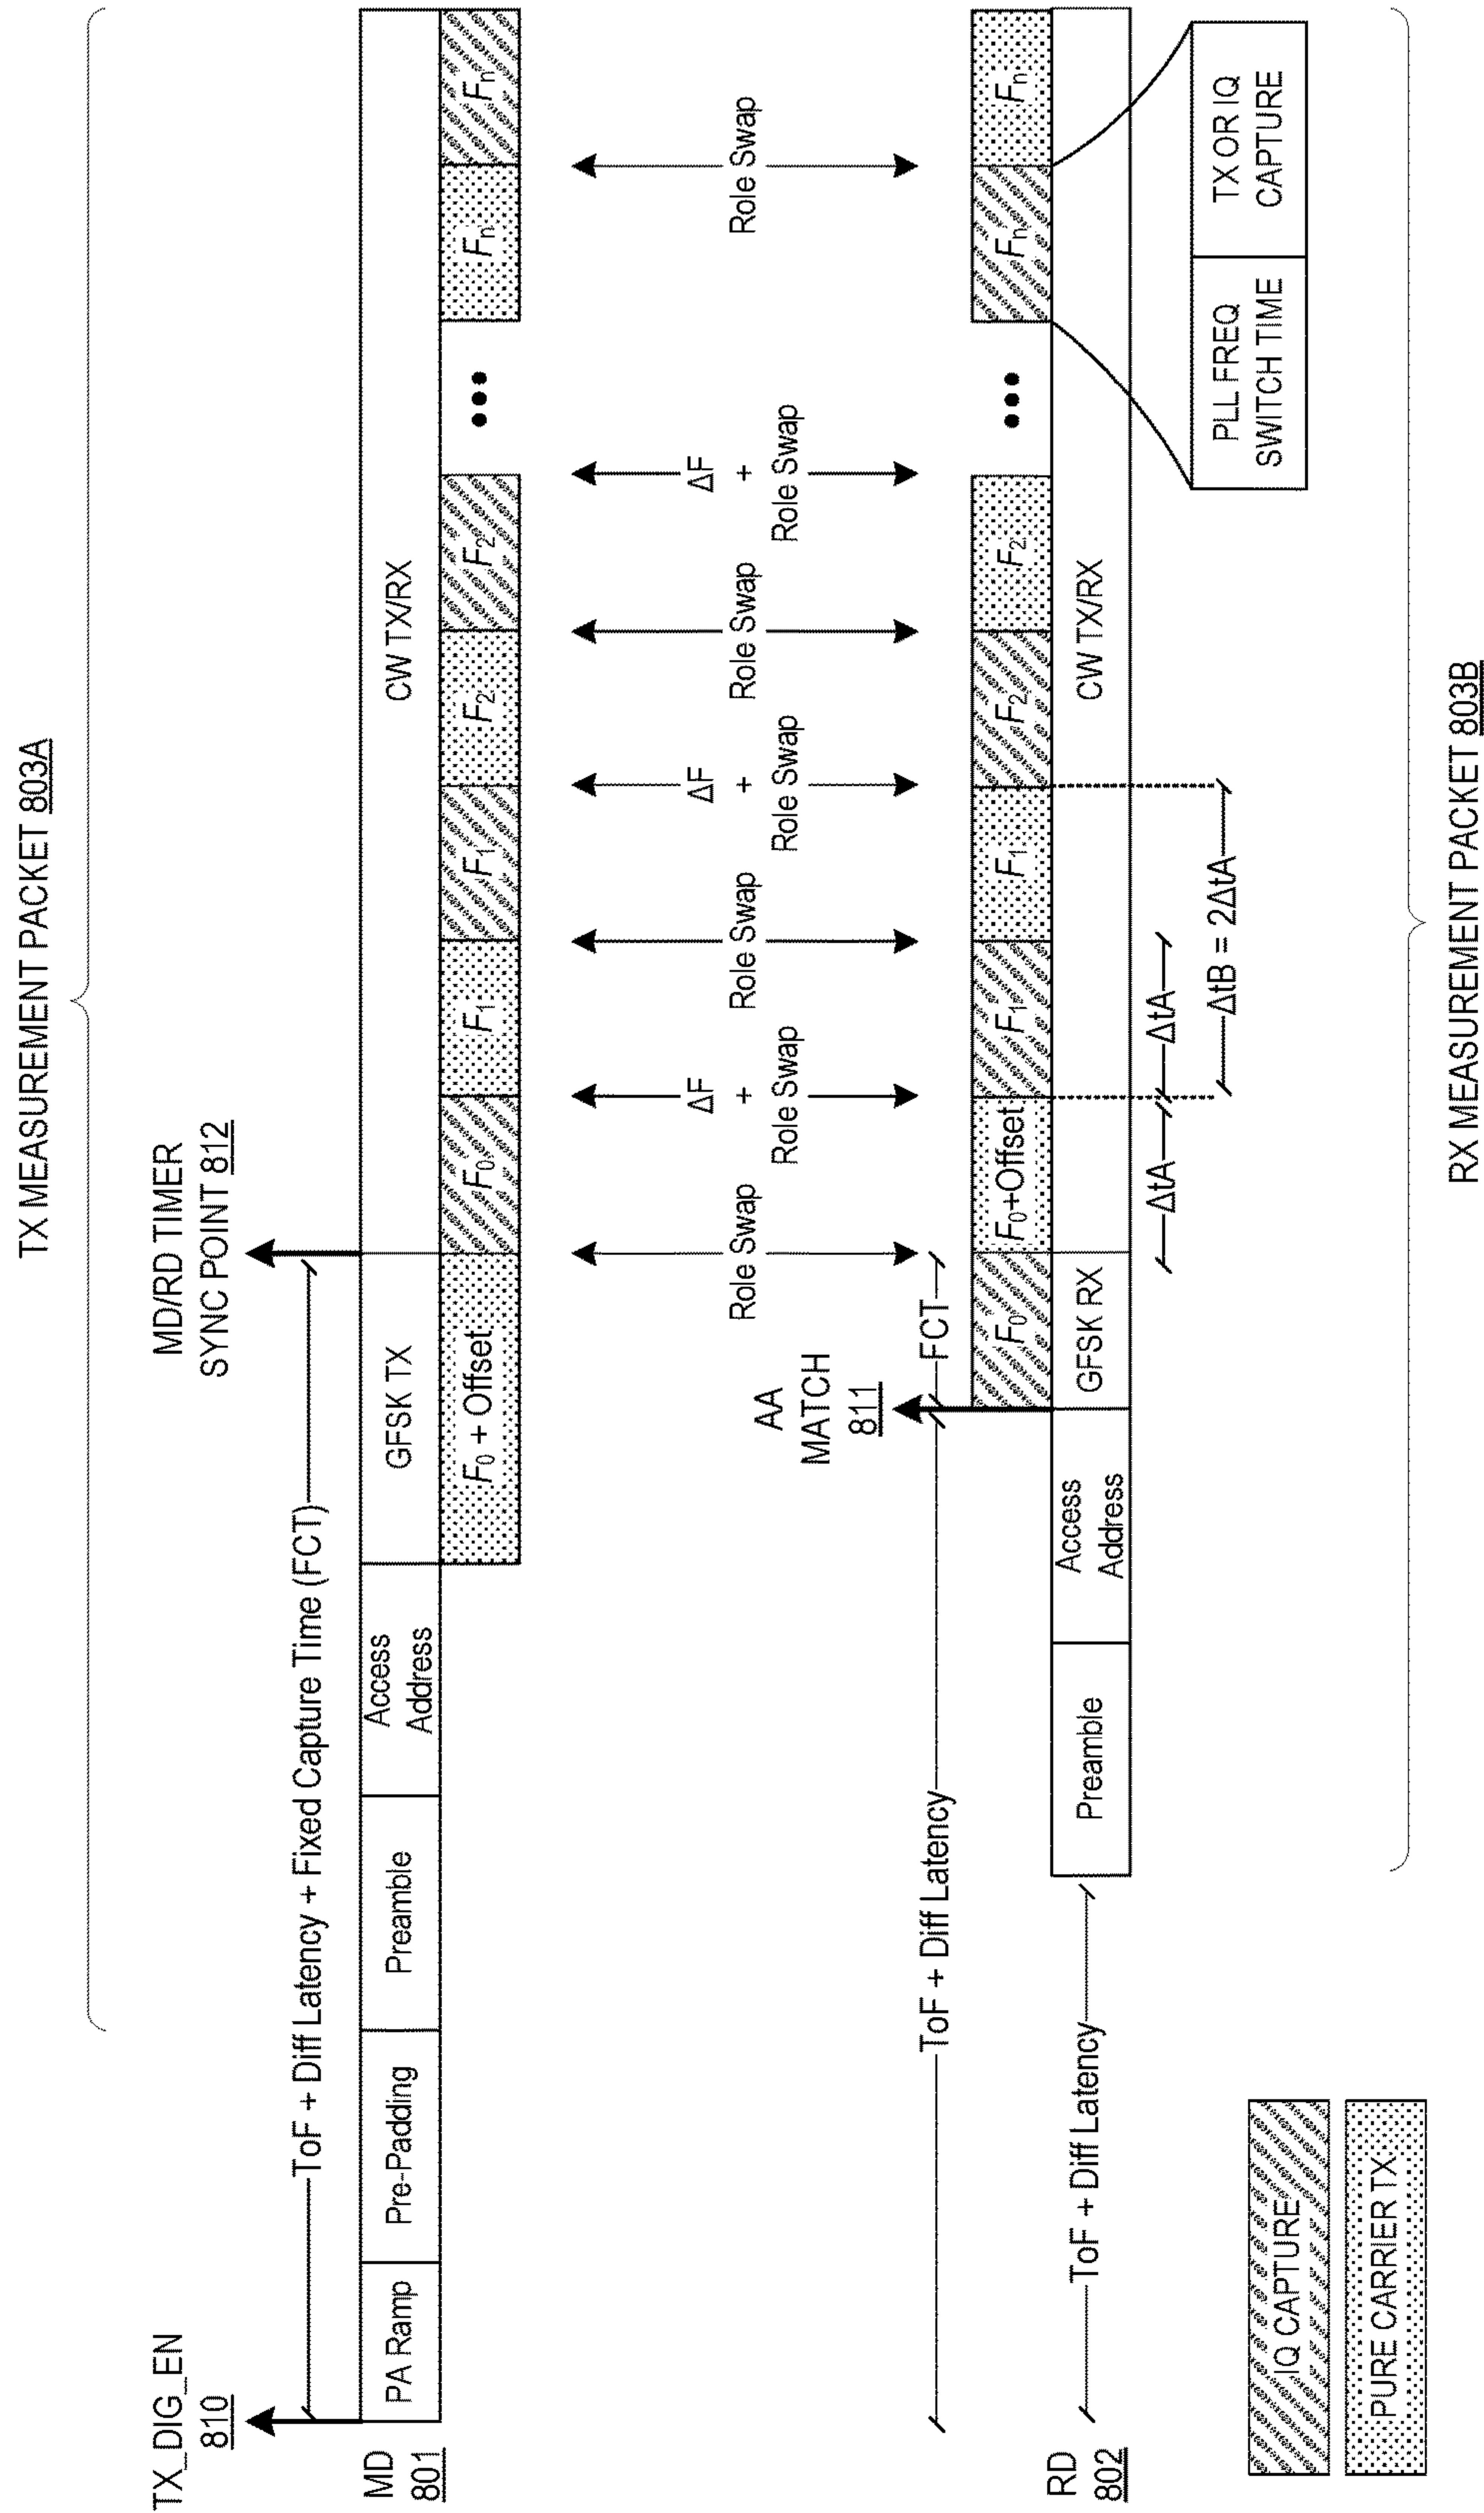 TX MEASUREMENT PACKET 803A
TX_DIG_EN
810
MD/RD TIMER
SYNC POINT 812
ToF + Diff Latency + Fixed Capture Time (FCT)
MD
801
PA Ramp
Pre-Padding
Preamble
Access
Address
GFSK TX
CW TX/RX
F0 + Offset
F0
F1
F1
F2
F2
•••
Fn
Fn
Role Swap
ΔF
+
Role Swap
Role Swap
ΔF
+
Role Swap
Role Swap
ΔF
+
Role Swap
Role Swap
AA
MATCH
811
ToF + Diff Latency
FCT
F0
F0+Offset
F1
F1
F2
F2
•••
Fn
Fn
RD
802
Preamble
Access
Address
GFSK RX
CW TX/RX
ToF + Diff Latency
ΔtA
ΔtA
ΔtB = 2ΔtA
PLL FREQ
SWITCH TIME
TX OR IQ
CAPTURE
IQ CAPTURE
PURE CARRIER TX
RX MEASUREMENT PACKET 803B